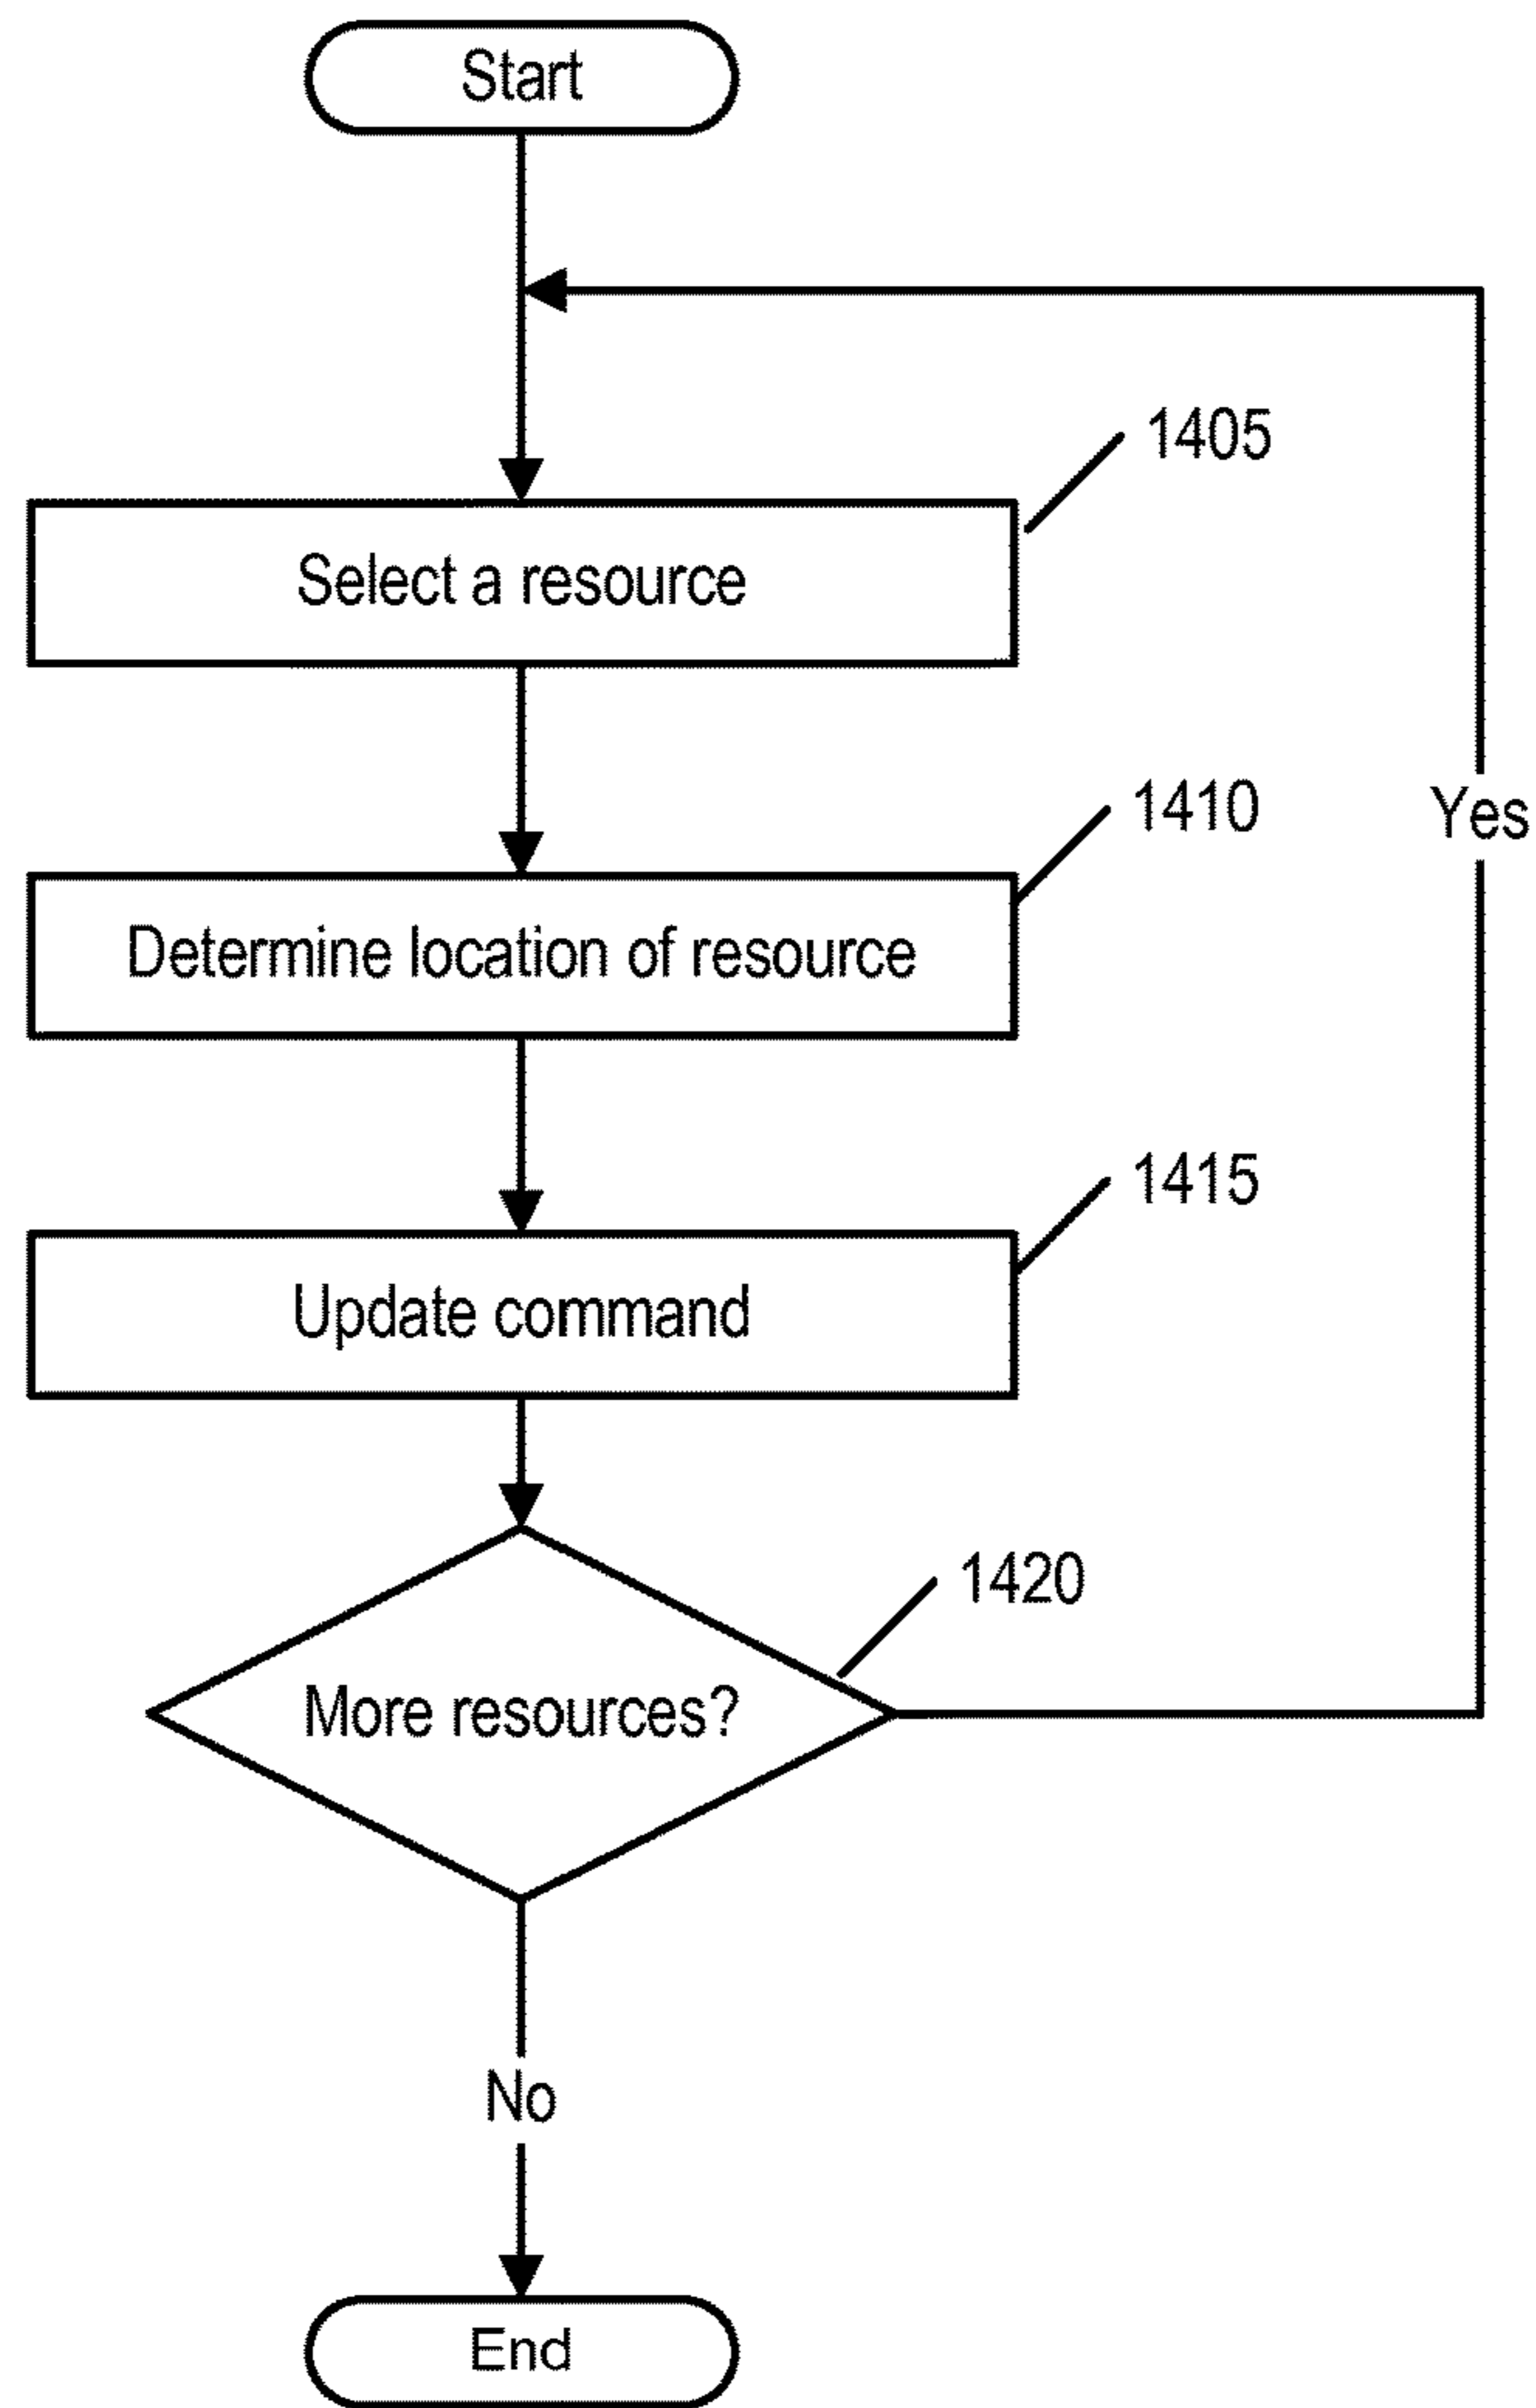 Start
1405
Select a resource
1410
Yes
Determine location of resource
1415
Update command
1420
More resources?
No
End